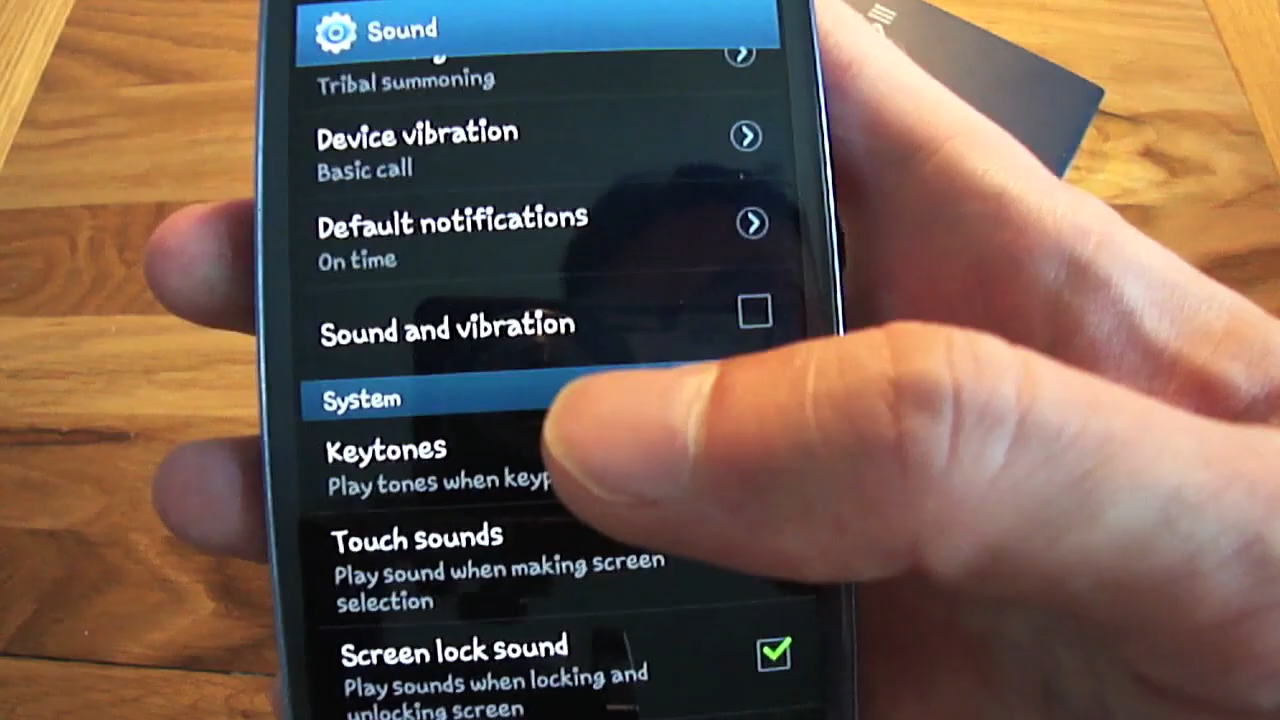 Sound
Tribal summoning
Device vibration
Basic call
Default notifications
On time
Sound and vibration
System
Keytones
Play tones when
Touch sounds
Play sound when making screen
selection
Screen lock sound
Play sounds when locking and
unlocking screen